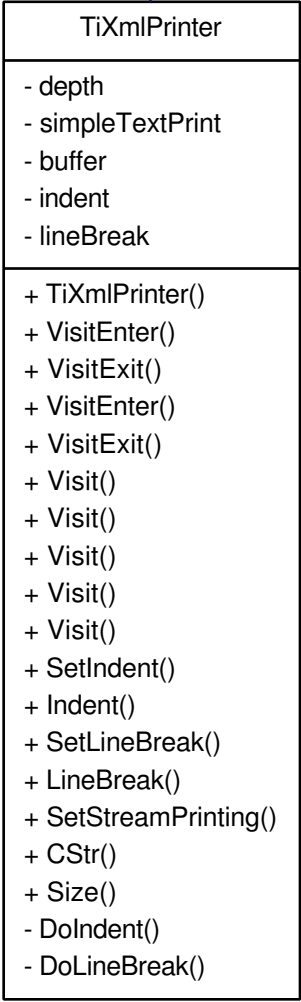 TiXmlPrinter
- depth
- simpleTextPrint
- buffer
- indent
- lineBreak
+ TiXmlPrinter()
+ VisitEnter()
+ VisitExit()
+ VisitEnter()
+ VisitExit()
+ Visit()
+ Visit()
+ Visit()
+ Visit()
+ Visit()
+ SetIndent()
+ Indent()
+ SetLineBreak()
+ LineBreak()
+ SetStreamPrinting()
+ CStr()
+ Size()
- DoIndent()
- DoLineBreak()